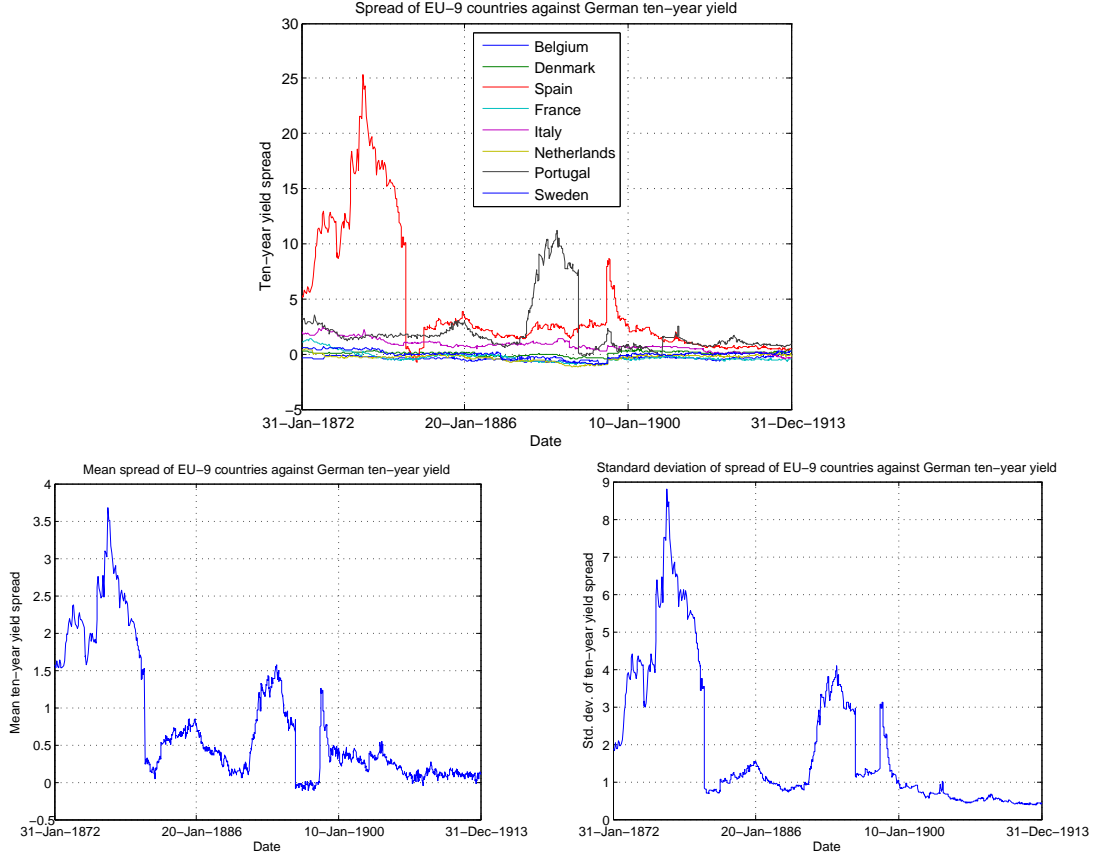 Spread of EU−9 countries against German ten−year yield
30
25
20
15
10
5
0
−5
Ten−year yield spread
Belgium
Denmark
Spain
France
Italy
Netherlands
Portugal
Sweden
31−Jan−1872 20−Jan−1886 10−Jan−1900 31−Dec−1913
Date
Mean spread of EU−9 countries against German ten−year yield
4
3.5
3
2.5
2
1.5
1
0.5
0
−0.5
Mean ten−year yield spread
31−Jan−1872 20−Jan−1886 10−Jan−1900 31−Dec−1913
Date
Standard deviation of spread of EU−9 countries against German ten−year yield
9
8
7
6
5
4
3
2
1
0
Std. dev of ten−year yield spread
31−Jan−1872 20−Jan−1886 10−Jan−1900 31−Dec−1913
Date